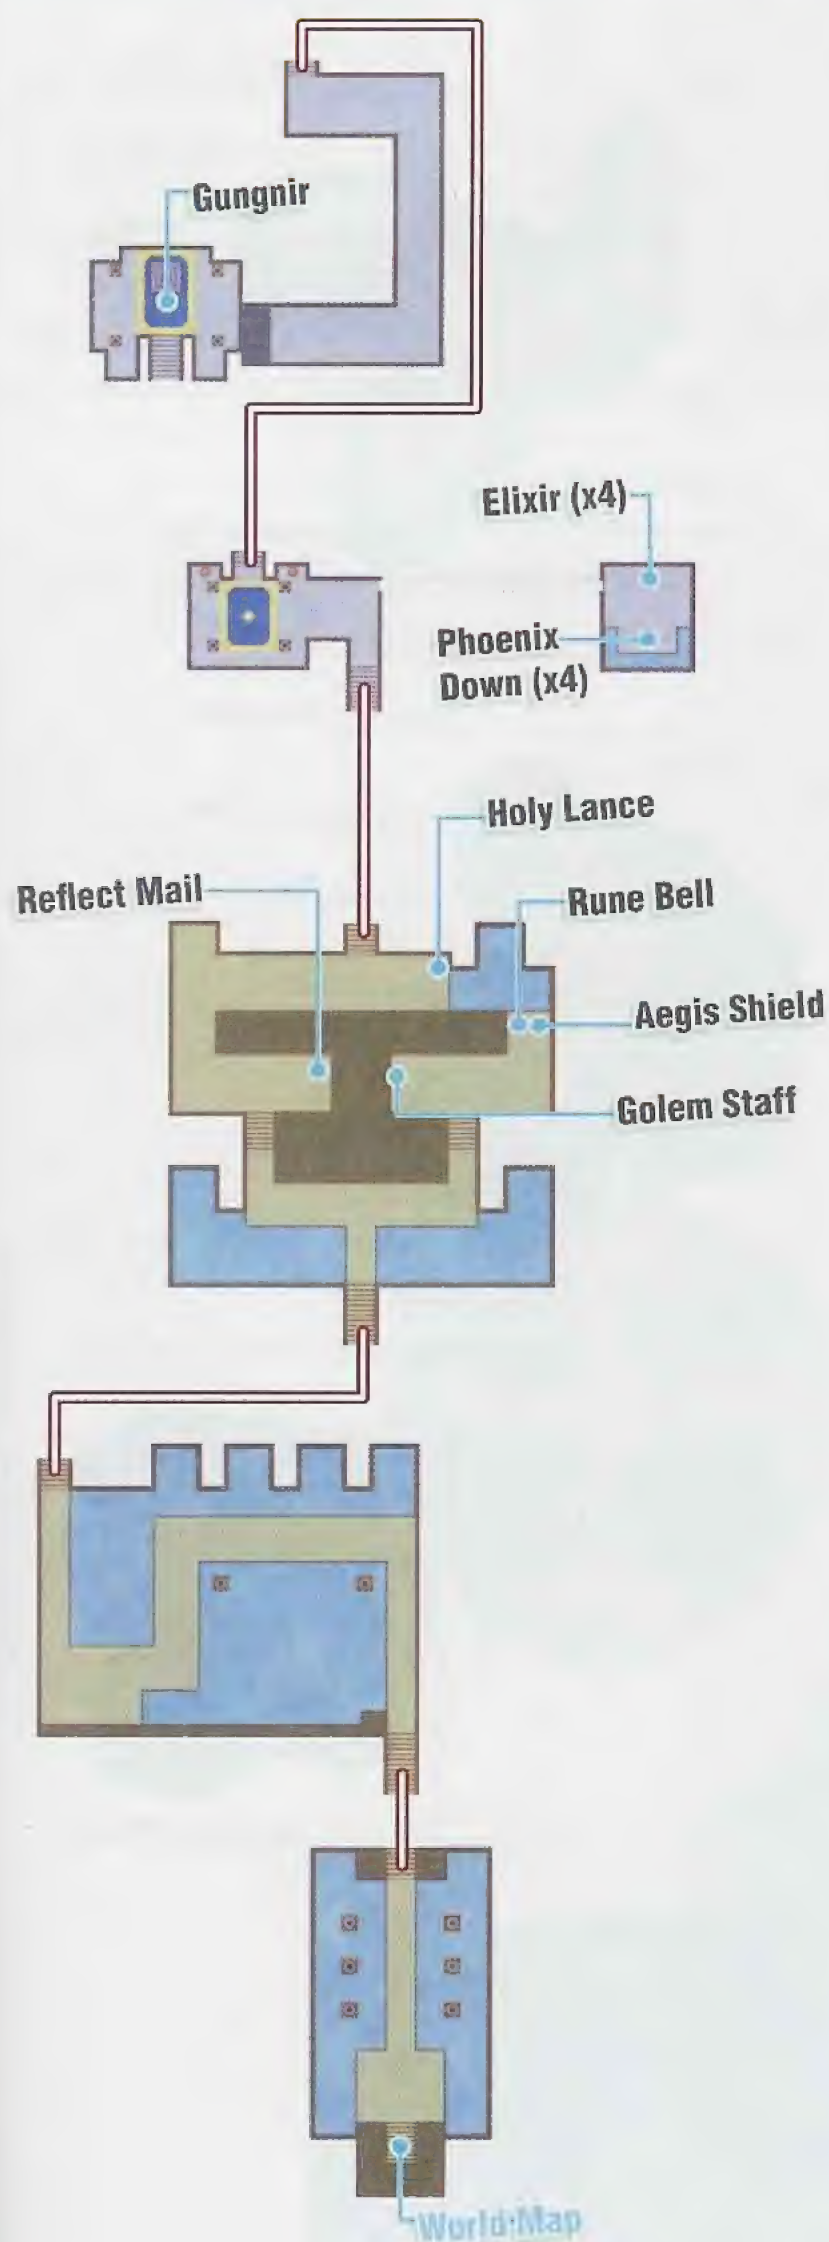 Gungnir
Elixir (x4)
Phoenix
Down (x4)
Holy Lance
Reflect Mail
Rune Bell
Aegis Shield
Golem Staff
World Map